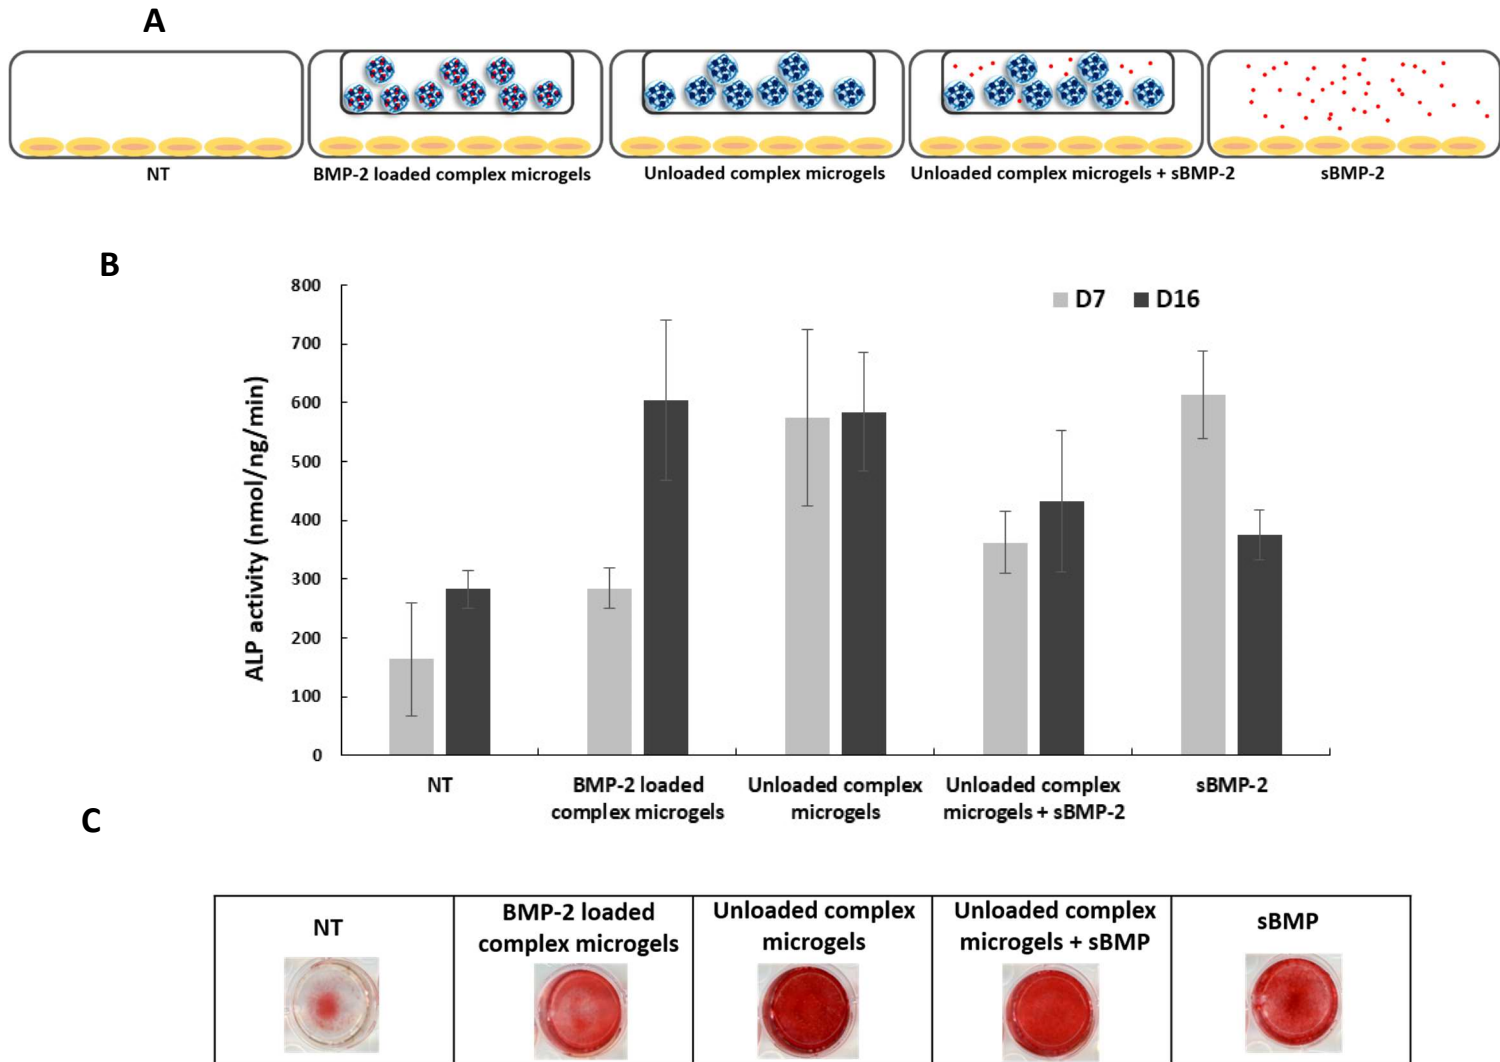 A
NT
BMP-2 loaded complex microgels
Unloaded complex microgels
Unloaded complex microgels + sBMP-2
sBMP-2
B
ALP activity (nmol/ng/min)
800
700
600
500
400
300
200
100
0
D7
D16
NT
BMP-2 loaded
complex microgels
Unloaded complex
microgels
Unloaded complex
microgels + sBMP-2
sBMP-2
C
NT
BMP-2 loaded
complex microgels
Unloaded complex
microgels
Unloaded complex
microgels + sBMP
sBMP